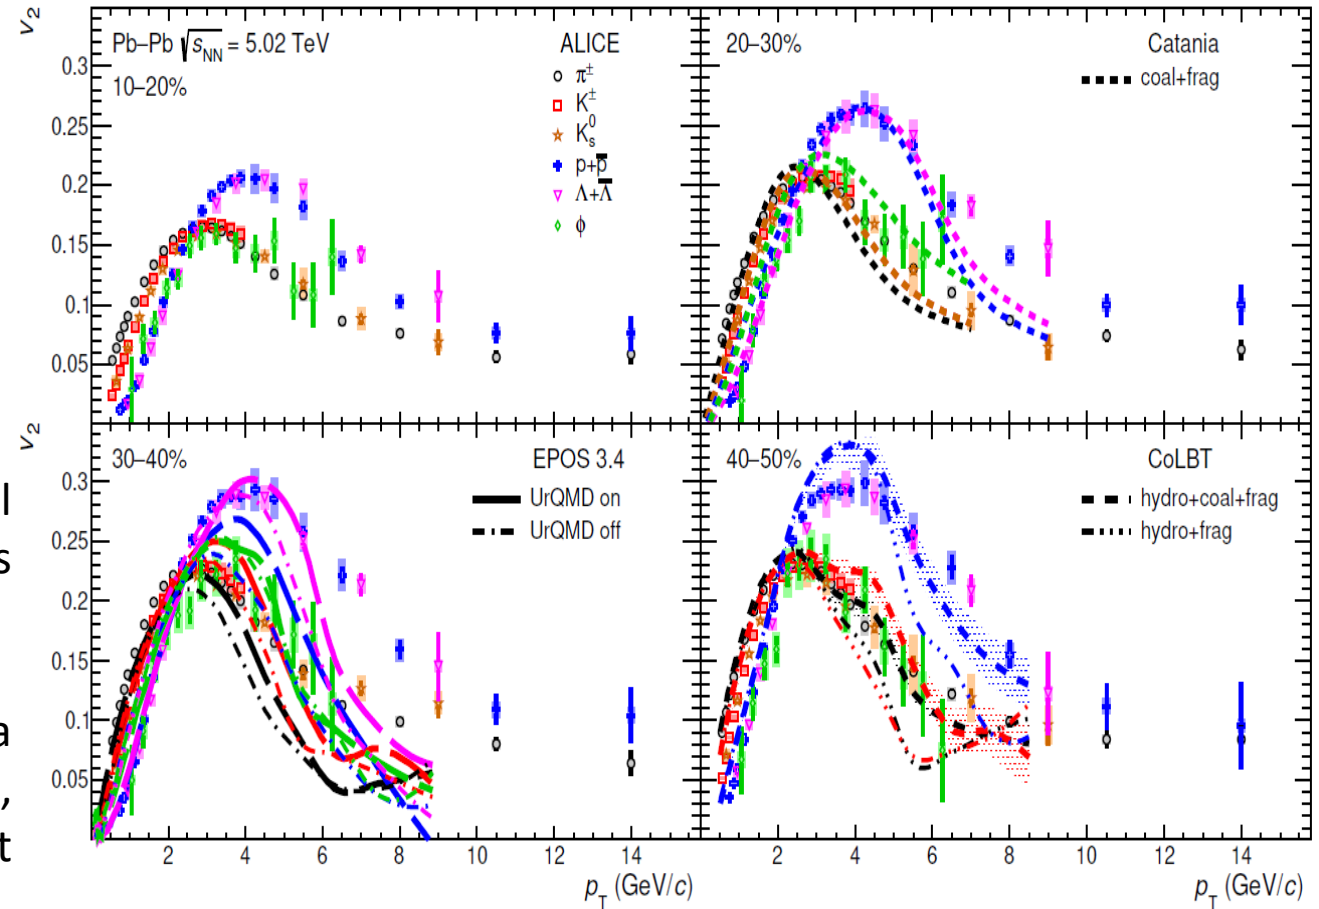 v₂
Pb–Pb √s_NN = 5.02 TeV
10–20%
ALICE
π±
K±
K⁰s
p+p̅
Λ+Λ̅
ϕ
0.3
0.25
0.2
0.15
0.1
0.05
20–30%
Catania
coal+frag
v₂
30–40%
EPOS 3.4
UrQMD on
UrQMD off
0.3
0.25
0.2
0.15
0.1
0.05
2 4 6 8 10 12 14
p_T (GeV/c)
40–50%
CoLBT
hydro+coal+frag
hydro+frag
2 4 6 8 10 12 14
p_T (GeV/c)
l
s
a
,
t